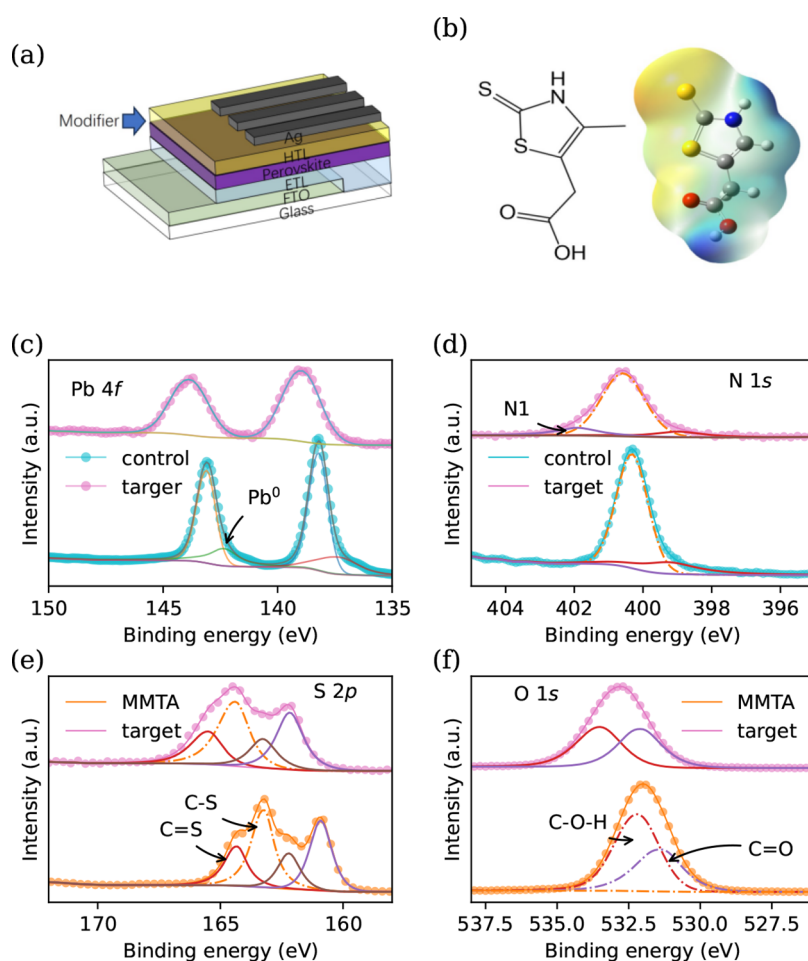 (a)
Modifier
Ag
HTL
Perovskite
ETL
FTO
Glass
(b)
S
H
N
S
O
OH
(c)
Pb 4f
control
targer
Pb0
Intensity (a.u.)
150 145 140 135
Binding energy (eV)
(d)
N 1s
N1
control
target
Intensity (a.u.)
404 402 400 398 396
Binding energy (eV)
(e)
MMTA
target
S 2p
C-S
C=S
Intensity (a.u.)
170 165 160
Binding energy (eV)
(f)
O 1s
MMTA
target
C-O-H
C=O
Intensity (a.u.)
537.5 535.0 532.5 530.0 527.5
Binding energy (eV)